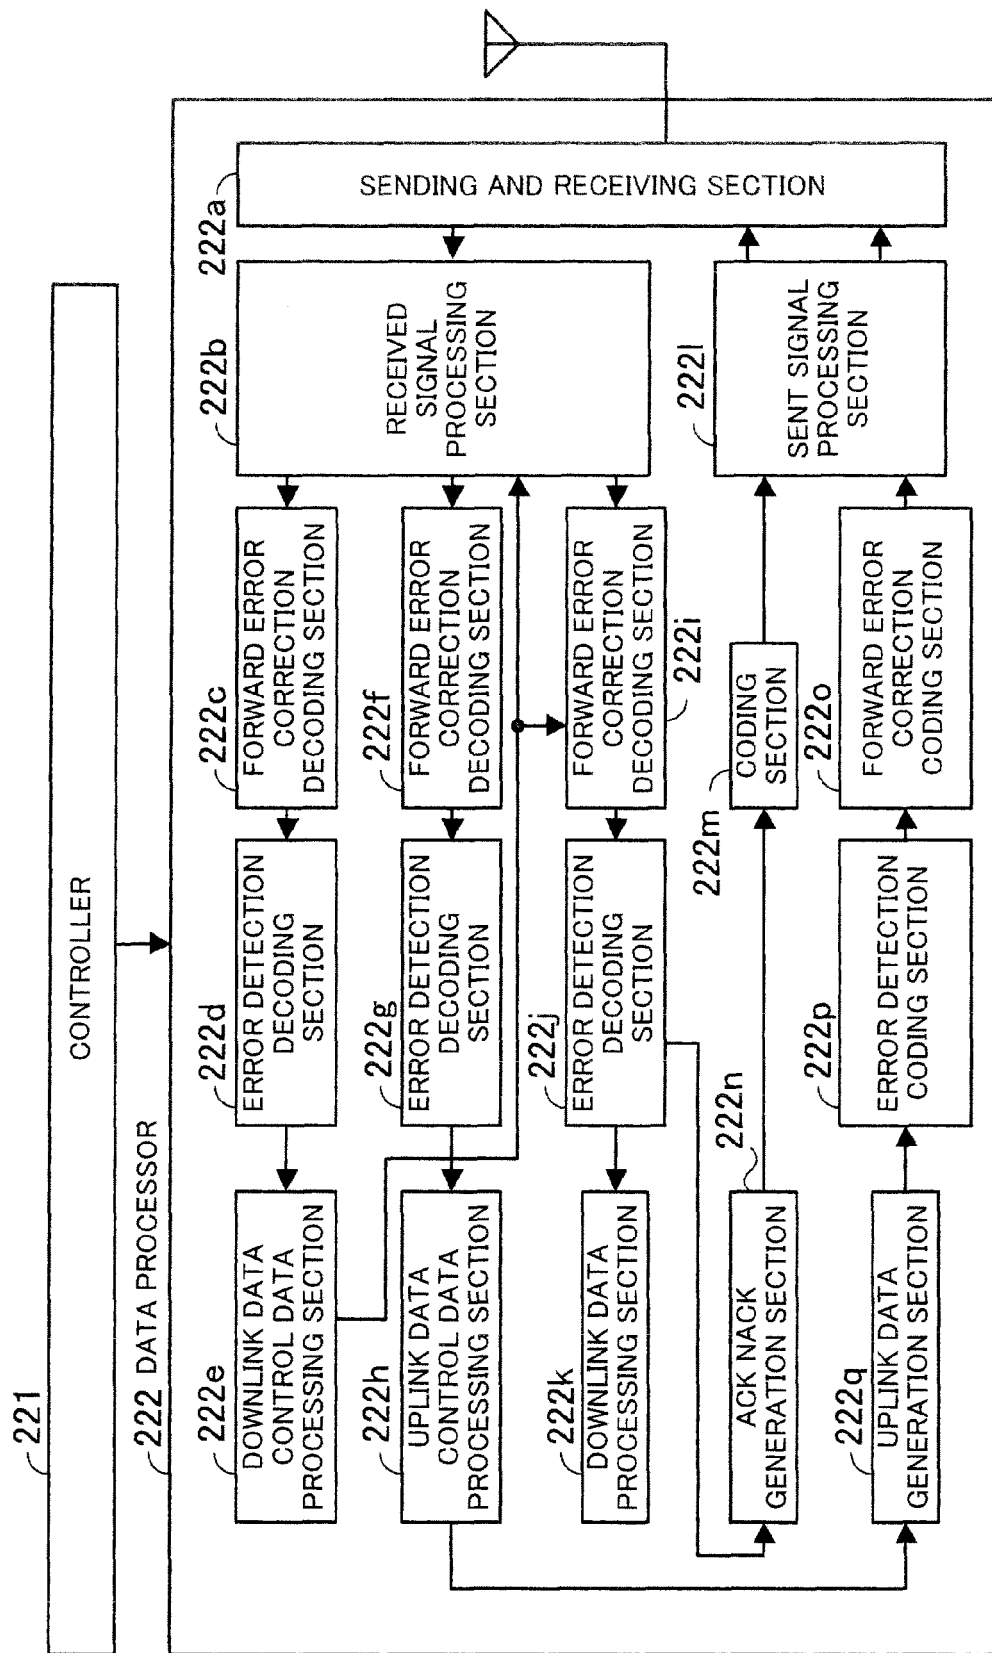 221
CONTROLLER
222 DATA PROCESSOR
222a
SENDING AND RECEIVING SECTION
222b
RECEIVED
SIGNAL
PROCESSING
SECTION
222c
FORWARD ERROR
CORRECTION
DECODING SECTION
222d
ERROR DETECTION
DECODING
SECTION
222e
DOWNLINK DATA
CONTROL DATA
PROCESSING SECTION
222f
FORWARD ERROR
CORRECTION
DECODING SECTION
222g
ERROR DETECTION
DECODING
SECTION
222h
UPLINK DATA
CONTROL DATA
PROCESSING SECTION
222i
FORWARD ERROR
CORRECTION
DECODING SECTION
222j
ERROR DETECTION
DECODING
SECTION
222k
DOWNLINK DATA
PROCESSING SECTION
222l
SENT SIGNAL
PROCESSING
SECTION
222m
CODING
SECTION
222n
ACK NACK
GENERATION SECTION
222o
FORWARD ERROR
CORRECTION
CODING SECTION
222p
ERROR DETECTION
CODING SECTION
222q
UPLINK DATA
GENERATION SECTION